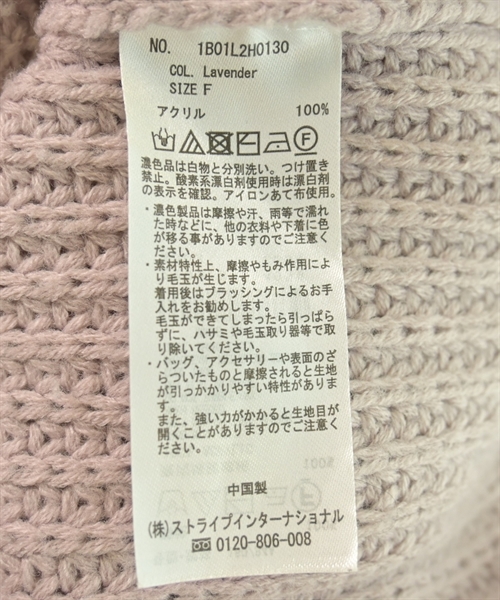 NO. 1B01L2H0130
COL. Lavender
SIZE F
アクリル 100%
濃色品は白物と分別洗い。つけ置き
禁止。酸素系漂白剤使用時は漂白剤
の表示を確認。アイロンあて布使用。
・濃色製品は摩擦や汗、雨等で濡れ
た時などに、他の衣料や下着に色
が移る事がありますのでご注意く
ださい。
・素材特性上、摩擦やもみ作用によ
り毛玉が生じます。
着用後はブラッシングによるお手
入れをお勧めします。
毛玉ができてしまったら引っぱら
ずに、ハサミや毛玉取り器等で取
り除いてください。
・バッグ、アクセサリーや表面のざ
らついたものと摩擦されると生地
が引っかかりやすい特性がありま
す。
また、強い力がかかると生地目が
開くことがありますのでご注意く
ださい。
中国製
(株)ストライプインターナショナル
0120-806-008